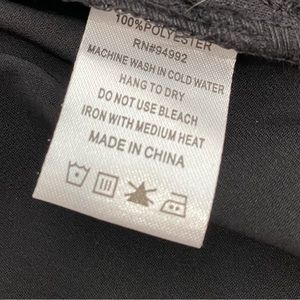 100%POLYESTER
RN#94992
MACHINE WASH IN COLD WATER
HANG TO DRY
DO NOT USE BLEACH
IRON WITH MEDIUM HEAT
MADE IN CHINA